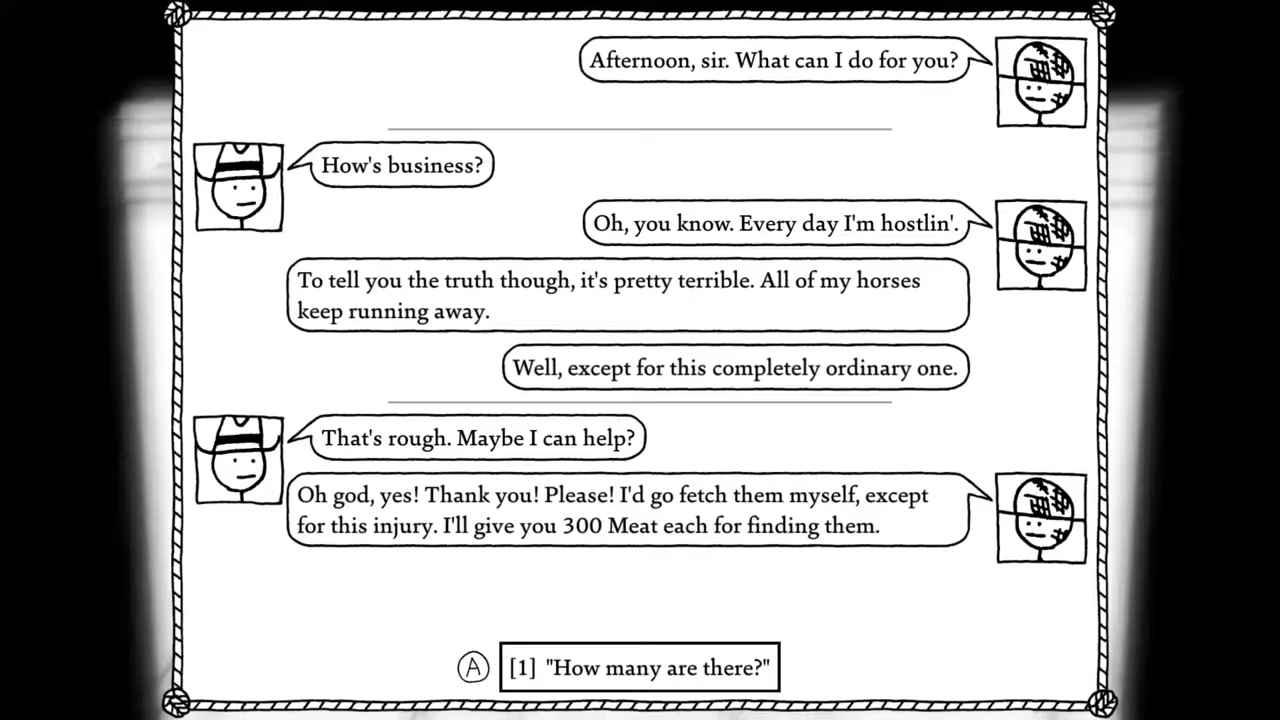 Afternoon, sir. What can I do for you?
How's business?
Oh, you know. Every day I'm hostlin'.
To tell you the truth though, it's pretty terrible. All of my horses
keep running away.
Well, except for this completely ordinary one.
That's rough. Maybe I can help?
Oh god, yes! Thank you! Please! I'd go fetch them myself, except
for this injury. I'll give you 300 Meat each for finding them.
A [1] "How many are there?"